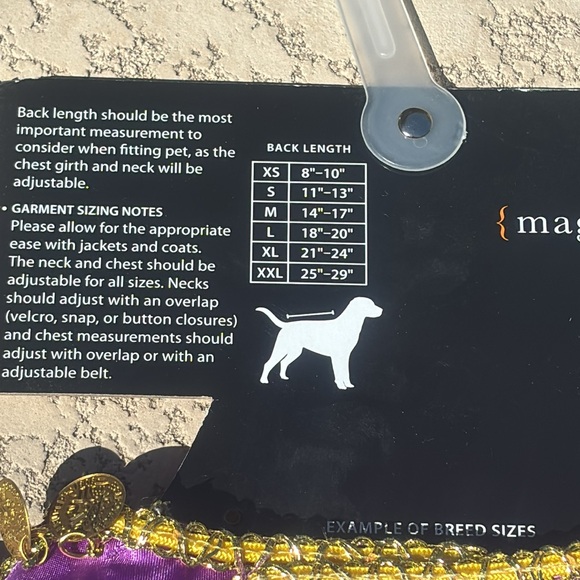 Back length should be the most
important measurement to
consider when fitting pet, as the
chest girth and neck will be
adjustable.
• GARMENT SIZING NOTES
Please allow for the appropriate
ease with jackets and coats.
The neck and chest should be
adjustable for all sizes. Necks
should adjust with an overlap
(velcro, snap, or button closures)
and chest measurements should
adjust with overlap or with an
adjustable belt.
BACK LENGTH
XS 8"–10"
S 11"–13"
M 14"–17"
L 18"–20"
XL 21"–24"
XXL 25"–29"
{ mag
EXAMPLE OF BREED SIZES